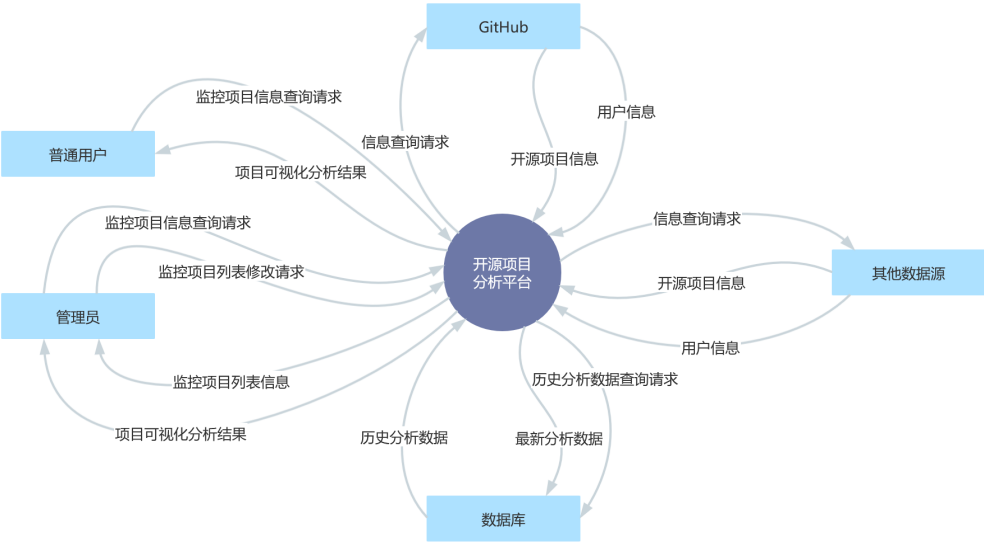 GitHub
监控项目信息查询请求
用户信息
信息查询请求
普通用户
开源项目信息
项目可视化分析结果
监控项目信息查询请求
信息查询请求
开源项目
分析平台
监控项目列表修改请求
其他数据源
开源项目信息
管理员
用户信息
监控项目列表信息
历史分析数据查询请求
项目可视化分析结果
历史分析数据
最新分析数据
数据库